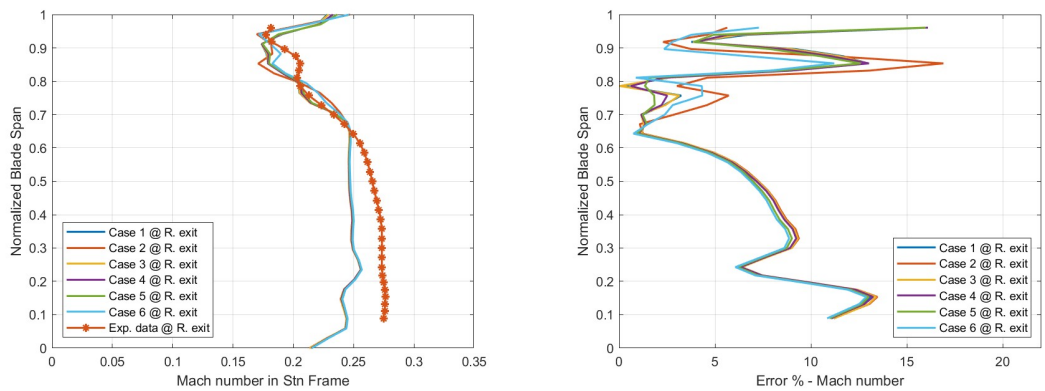 Normalized Blade Span
1
0.9
0.8
0.7
0.6
0.5
0.4
0.3
0.2
0.1
0
Case 1 @ R. exit
Case 2 @ R. exit
Case 3 @ R. exit
Case 4 @ R. exit
Case 5 @ R. exit
Case 6 @ R. exit
Exp. data @ R. exit
0 0.05 0.1 0.15 0.2 0.25 0.3 0.35
Mach number in Stn Frame
Normalized Blade Span
1
0.9
0.8
0.7
0.6
0.5
0.4
0.3
0.2
0.1
0
Case 1 @ R. exit
Case 2 @ R. exit
Case 3 @ R. exit
Case 4 @ R. exit
Case 5 @ R. exit
Case 6 @ R. exit
0 5 10 15 20
Error % - Mach number